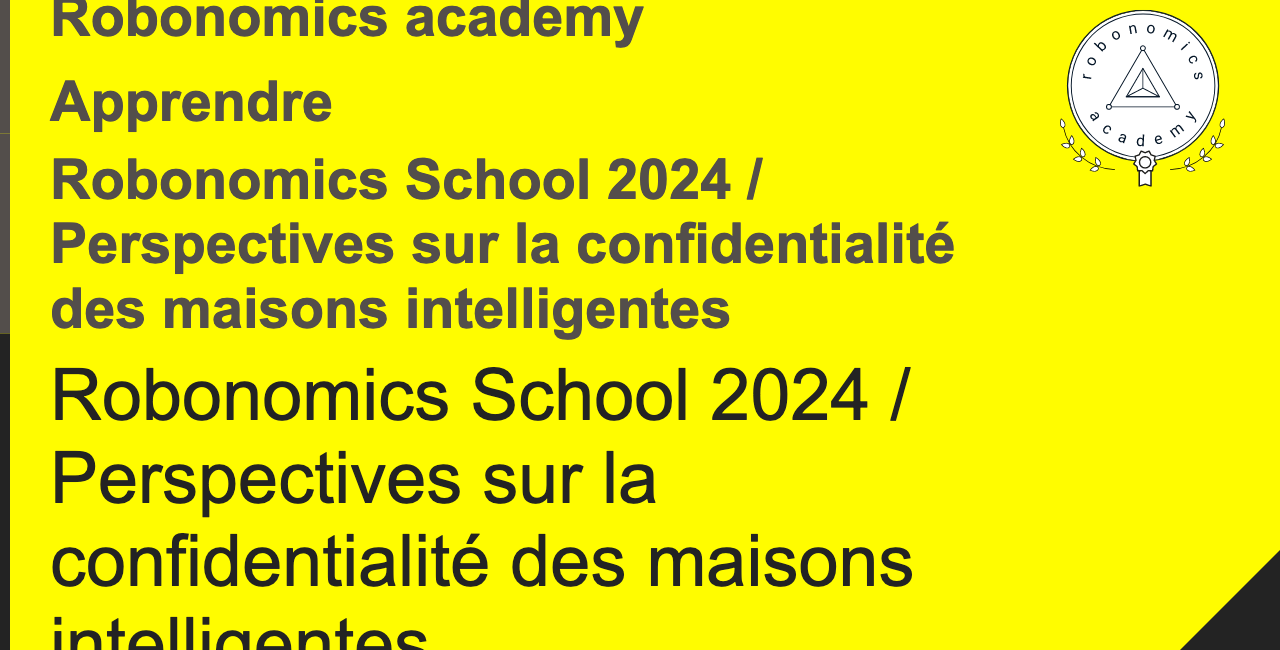 Robonomics academy
robonomics
academy
Apprendre
Robonomics School 2024 /
Perspectives sur la confidentialité
des maisons intelligentes
Robonomics School 2024 /
Perspectives sur la
confidentialité des maisons
intelligentes